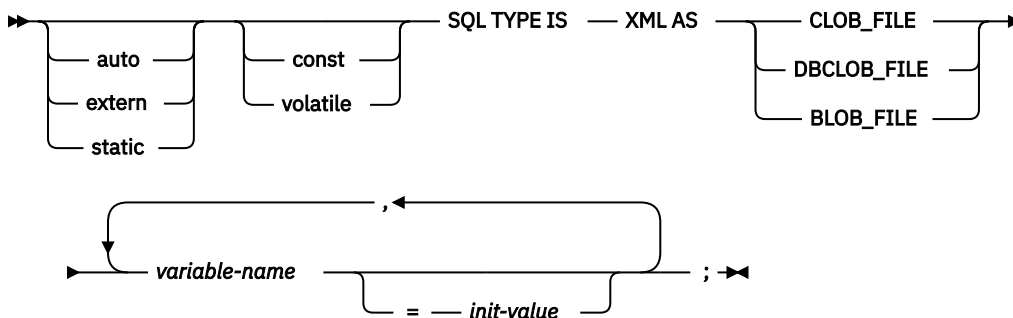 SQL TYPE IS XML AS CLOB_FILE
auto const DBCLOB_FILE
extern volatile BLOB_FILE
static
,
variable-name ;
= init-value